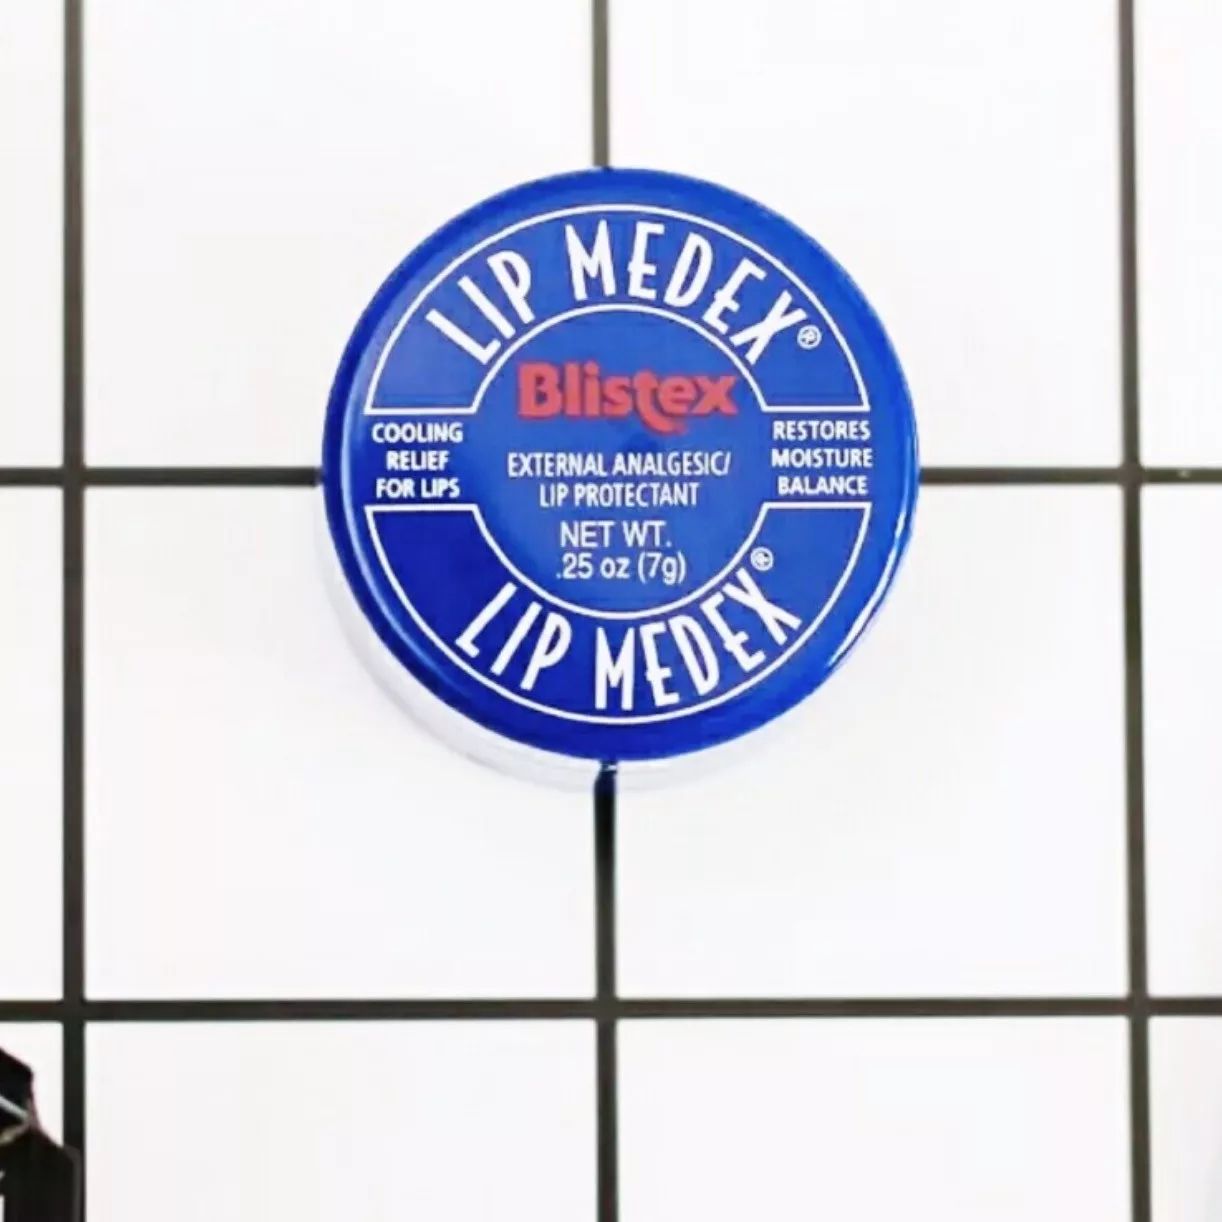 LIP MEDEX®
Blistex
COOLING
RELIEF
FOR LIPS
EXTERNAL ANALGESIC/
LIP PROTECTANT
NET WT.
.25 oz (7g)
RESTORES
MOISTURE
BALANCE
LIP MEDEX®